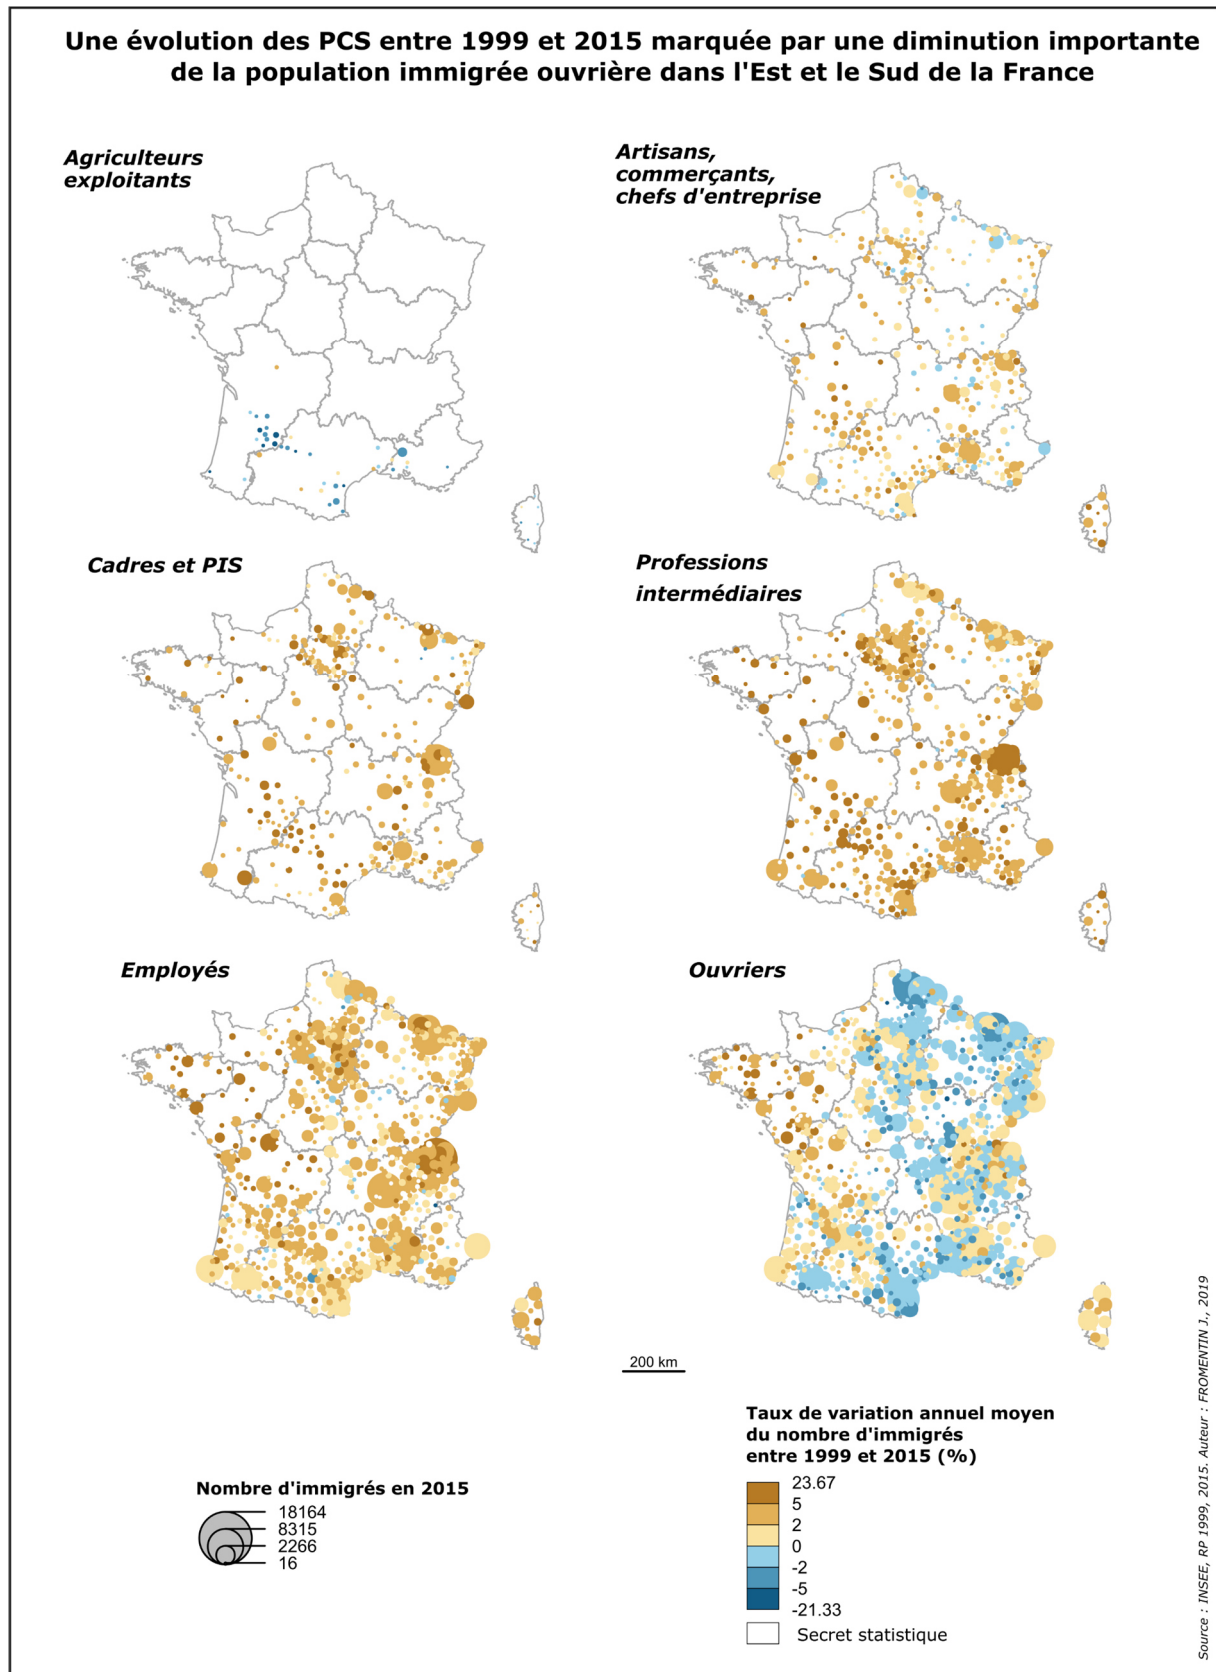 Une évolution des PCS entre 1999 et 2015 marquée par une diminution importante
de la population immigrée ouvrière dans l'Est et le Sud de la France
Agriculteurs
exploitants
Artisans,
commerçants,
chefs d'entreprise
Cadres et PIS
Professions
intermédiaires
Employés
Ouvriers
200 km
Nombre d'immigrés en 2015
18164
8315
2266
16
Taux de variation annuel moyen
du nombre d'immigrés
entre 1999 et 2015 (%)
23.67
5
2
0
-2
-5
-21.33
Secret statistique
Source : INSEE, RP 1999, 2015. Auteur : FROMENTIN J., 2019